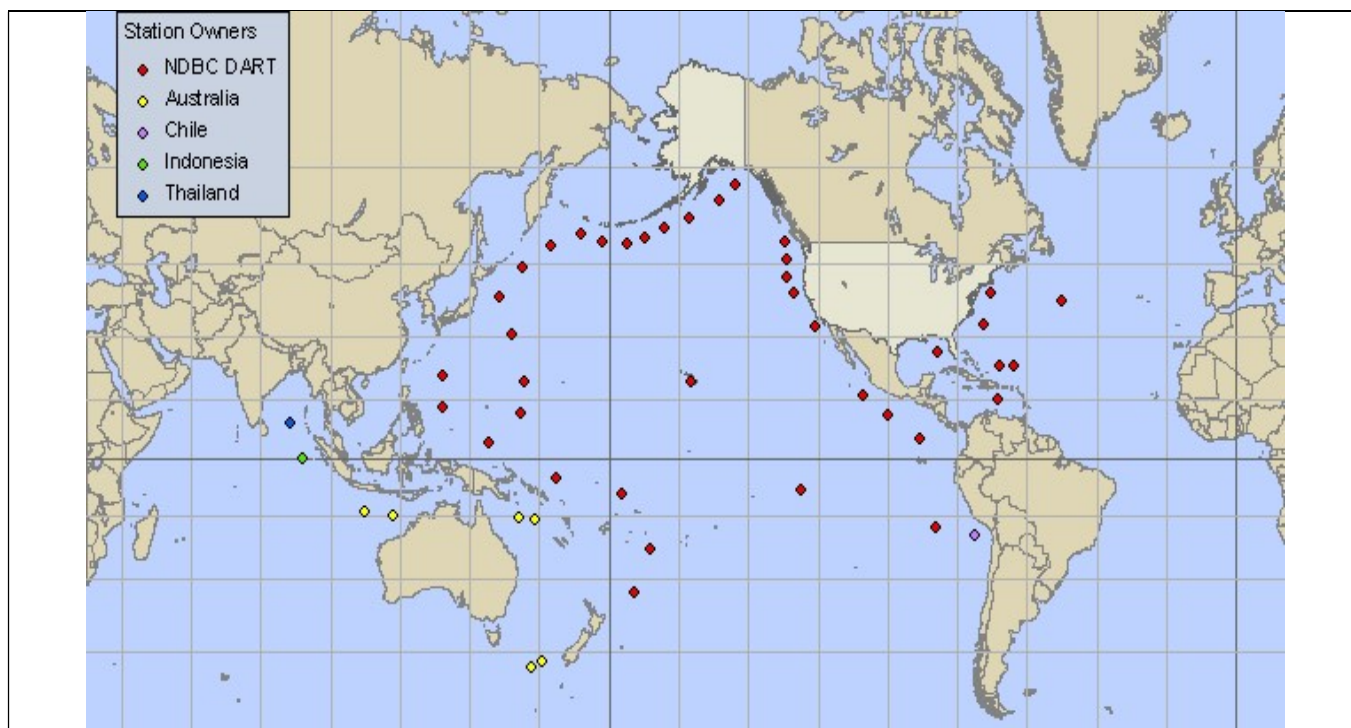 Station Owners
NDBC DART
Australia
Chile
Indonesia
Thailand